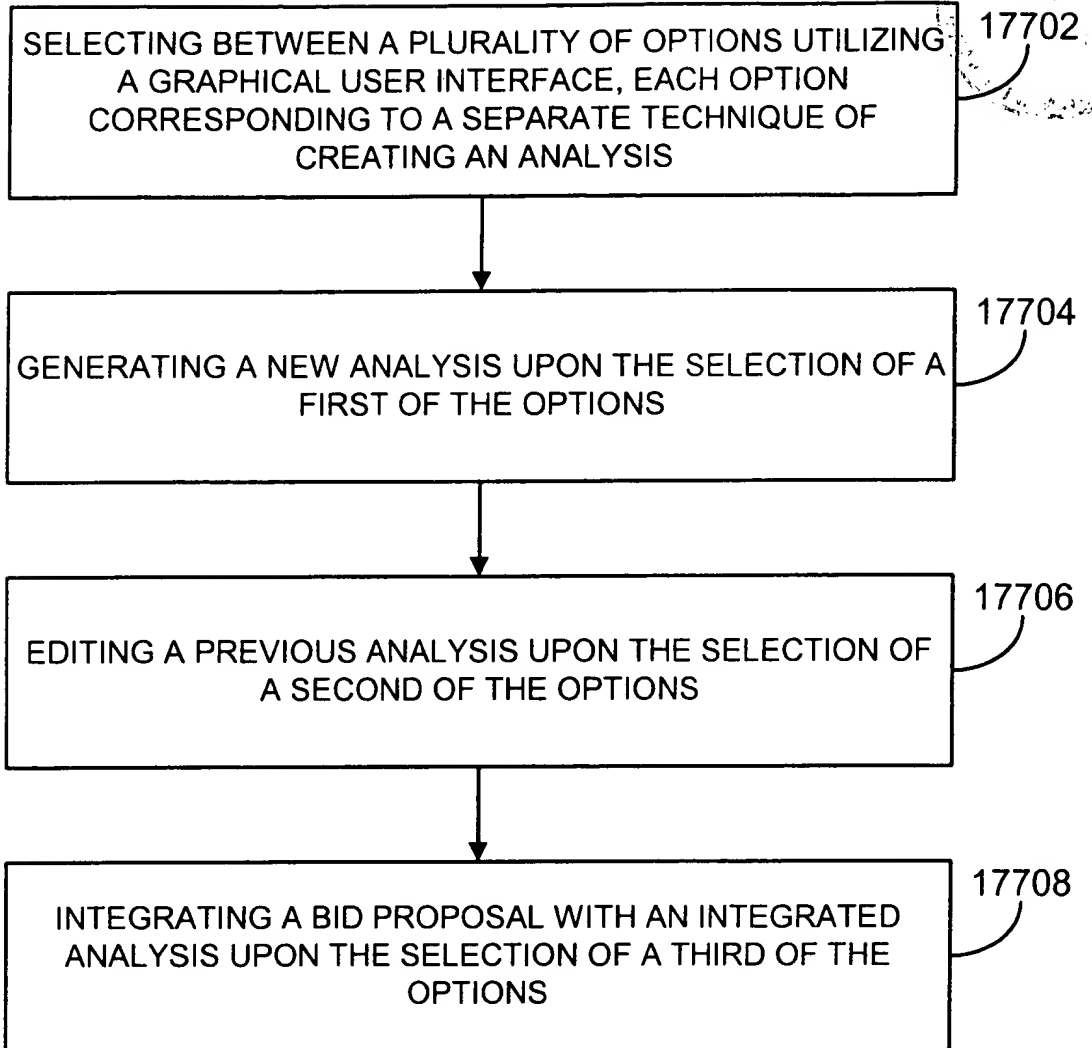 SELECTING BETWEEN A PLURALITY OF OPTIONS UTILIZING
A GRAPHICAL USER INTERFACE, EACH OPTION
CORRESPONDING TO A SEPARATE TECHNIQUE OF
CREATING AN ANALYSIS
17702
GENERATING A NEW ANALYSIS UPON THE SELECTION OF A
FIRST OF THE OPTIONS
17704
EDITING A PREVIOUS ANALYSIS UPON THE SELECTION OF
A SECOND OF THE OPTIONS
17706
INTEGRATING A BID PROPOSAL WITH AN INTEGRATED
ANALYSIS UPON THE SELECTION OF A THIRD OF THE
OPTIONS
17708